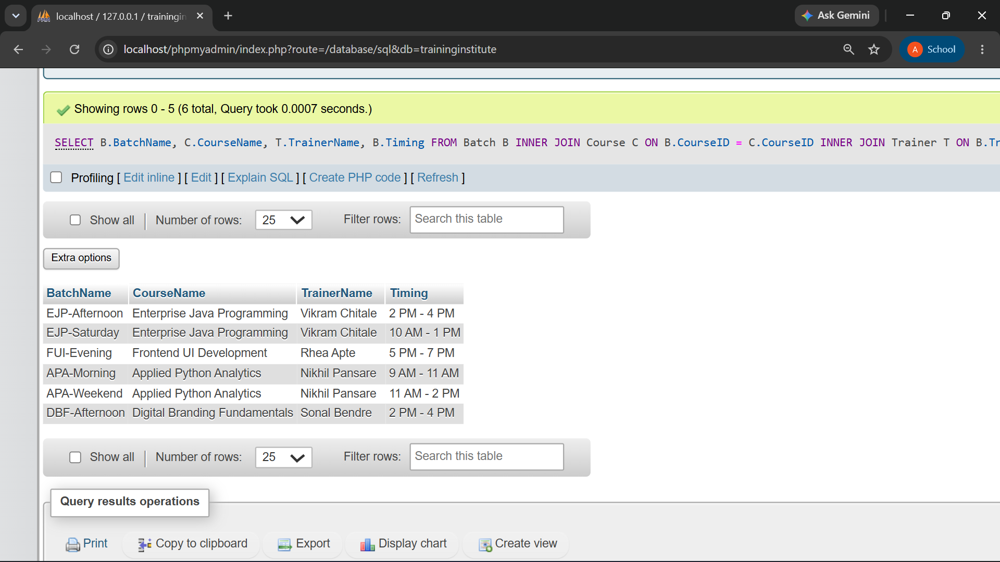 localhost / 127.0.0.1 / trainingin
Ask Gemini
localhost/phpmyadmin/index.php?route=/database/sql&db=traininginstitute
A School
Showing rows 0 - 5 (6 total, Query took 0.0007 seconds.)
SELECT B.BatchName, C.CourseName, T.TrainerName, B.Timing FROM Batch B INNER JOIN Course C ON B.CourseID = C.CourseID INNER JOIN Trainer T ON B.Tr
Profiling [ Edit inline ] [ Edit ] [ Explain SQL ] [ Create PHP code ] [ Refresh ]
Show all Number of rows: 25 Filter rows: Search this table
Extra options
BatchName CourseName TrainerName Timing
EJP-Afternoon Enterprise Java Programming Vikram Chitale 2 PM - 4 PM
EJP-Saturday Enterprise Java Programming Vikram Chitale 10 AM - 1 PM
FUI-Evening Frontend UI Development Rhea Apte 5 PM - 7 PM
APA-Morning Applied Python Analytics Nikhil Pansare 9 AM - 11 AM
APA-Weekend Applied Python Analytics Nikhil Pansare 11 AM - 2 PM
DBF-Afternoon Digital Branding Fundamentals Sonal Bendre 2 PM - 4 PM
Show all Number of rows: 25 Filter rows: Search this table
Query results operations
Print Copy to clipboard Export Display chart Create view